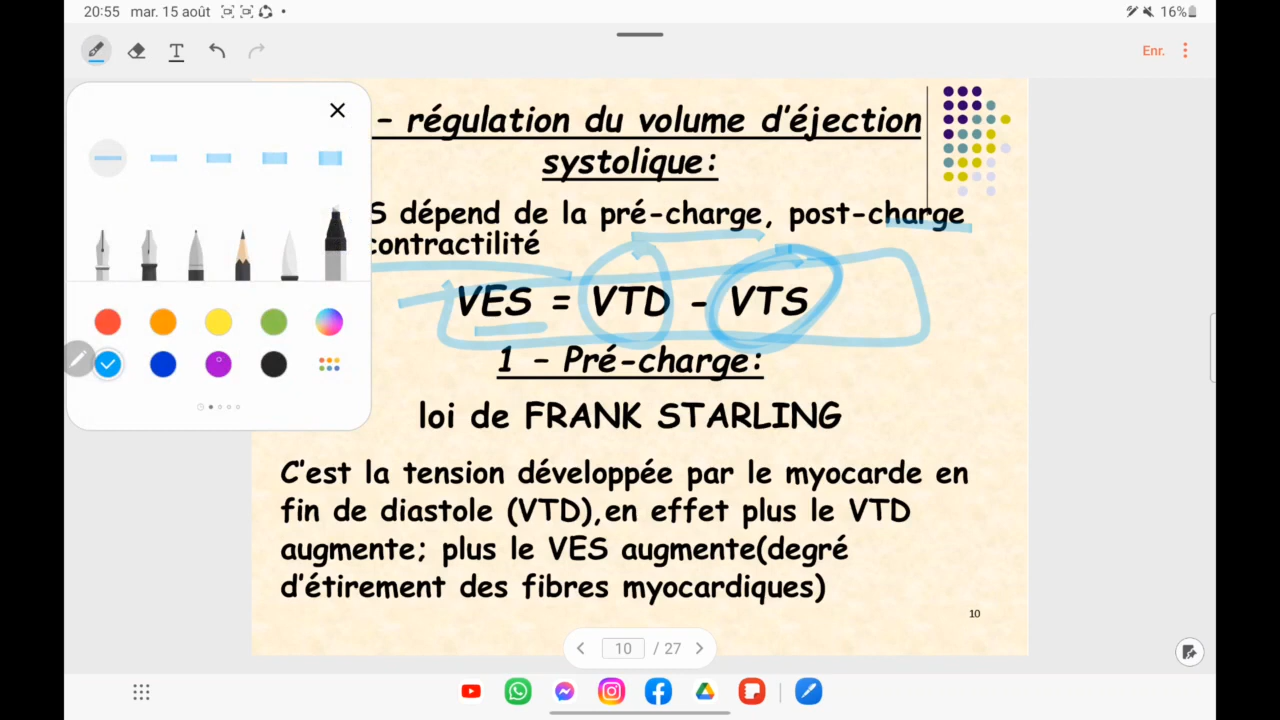 20:55 mar. 15 août
16%
T
Enr.
– régulation du volume d'éjection
systolique:
S dépend de la pré-charge, post-charge
contractilité
VES = VTD - VTS
1 – Pré-charge:
loi de FRANK STARLING
C'est la tension développée par le myocarde en
fin de diastole (VTD),en effet plus le VTD
augmente; plus le VES augmente(degré
d'étirement des fibres myocardiques)
10
10 / 27